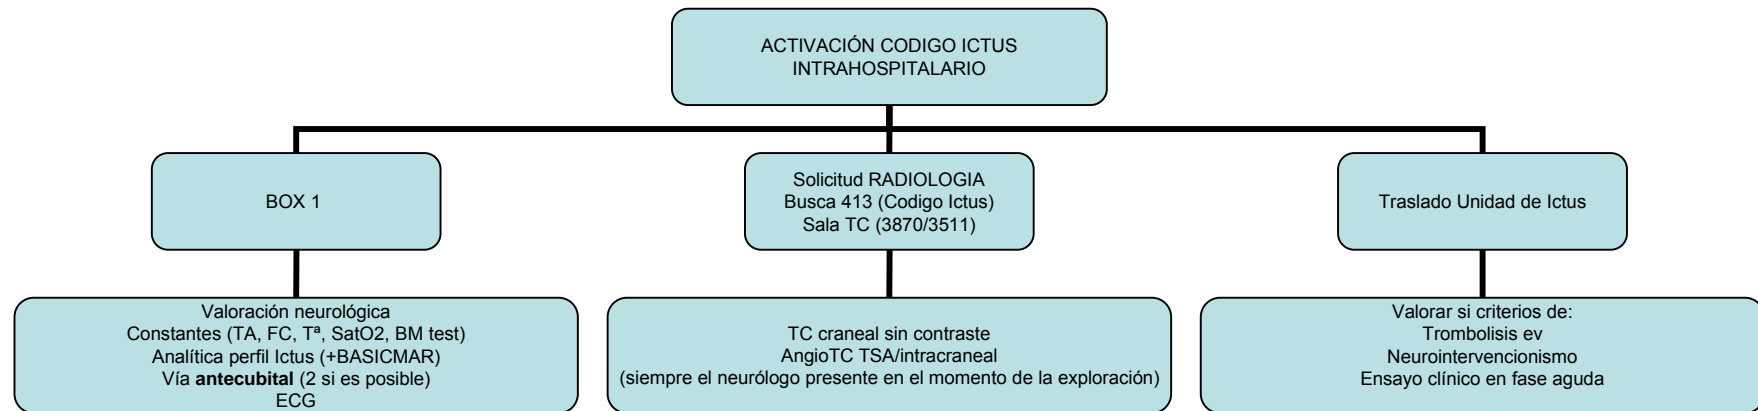 ACTIVACIÓN CODIGO ICTUS
INTRAHOSPITALARIO
BOX 1
Solicitud RADIOLOGIA
Busca 413 (Codigo Ictus)
Sala TC (3870/3511)
Traslado Unidad de Ictus
Valoración neurológica
Constantes (TA, FC, Tª, SatO2, BM test)
Analítica perfil Ictus (+BASICMAR)
Vía antecubital (2 si es posible)
ECG
TC craneal sin contraste
AngioTC TSA/intracraneal
(siempre el neurólogo presente en el momento de la exploración)
Valorar si criterios de:
Trombolisis ev
Neurointervencionismo
Ensayo clínico en fase aguda